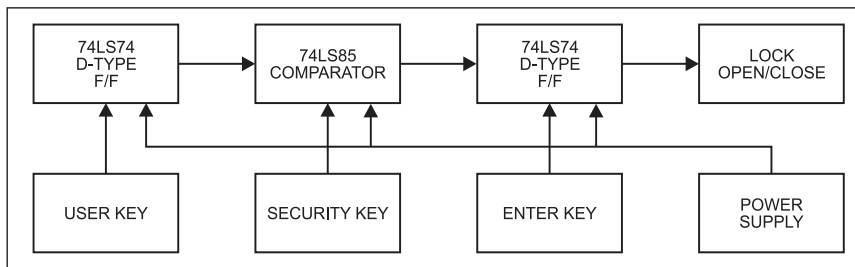 74LS74
D-TYPE
F/F
74LS85
COMPARATOR
74LS74
D-TYPE
F/F
LOCK
OPEN/CLOSE
USER KEY
SECURITY KEY
ENTER KEY
POWER
SUPPLY